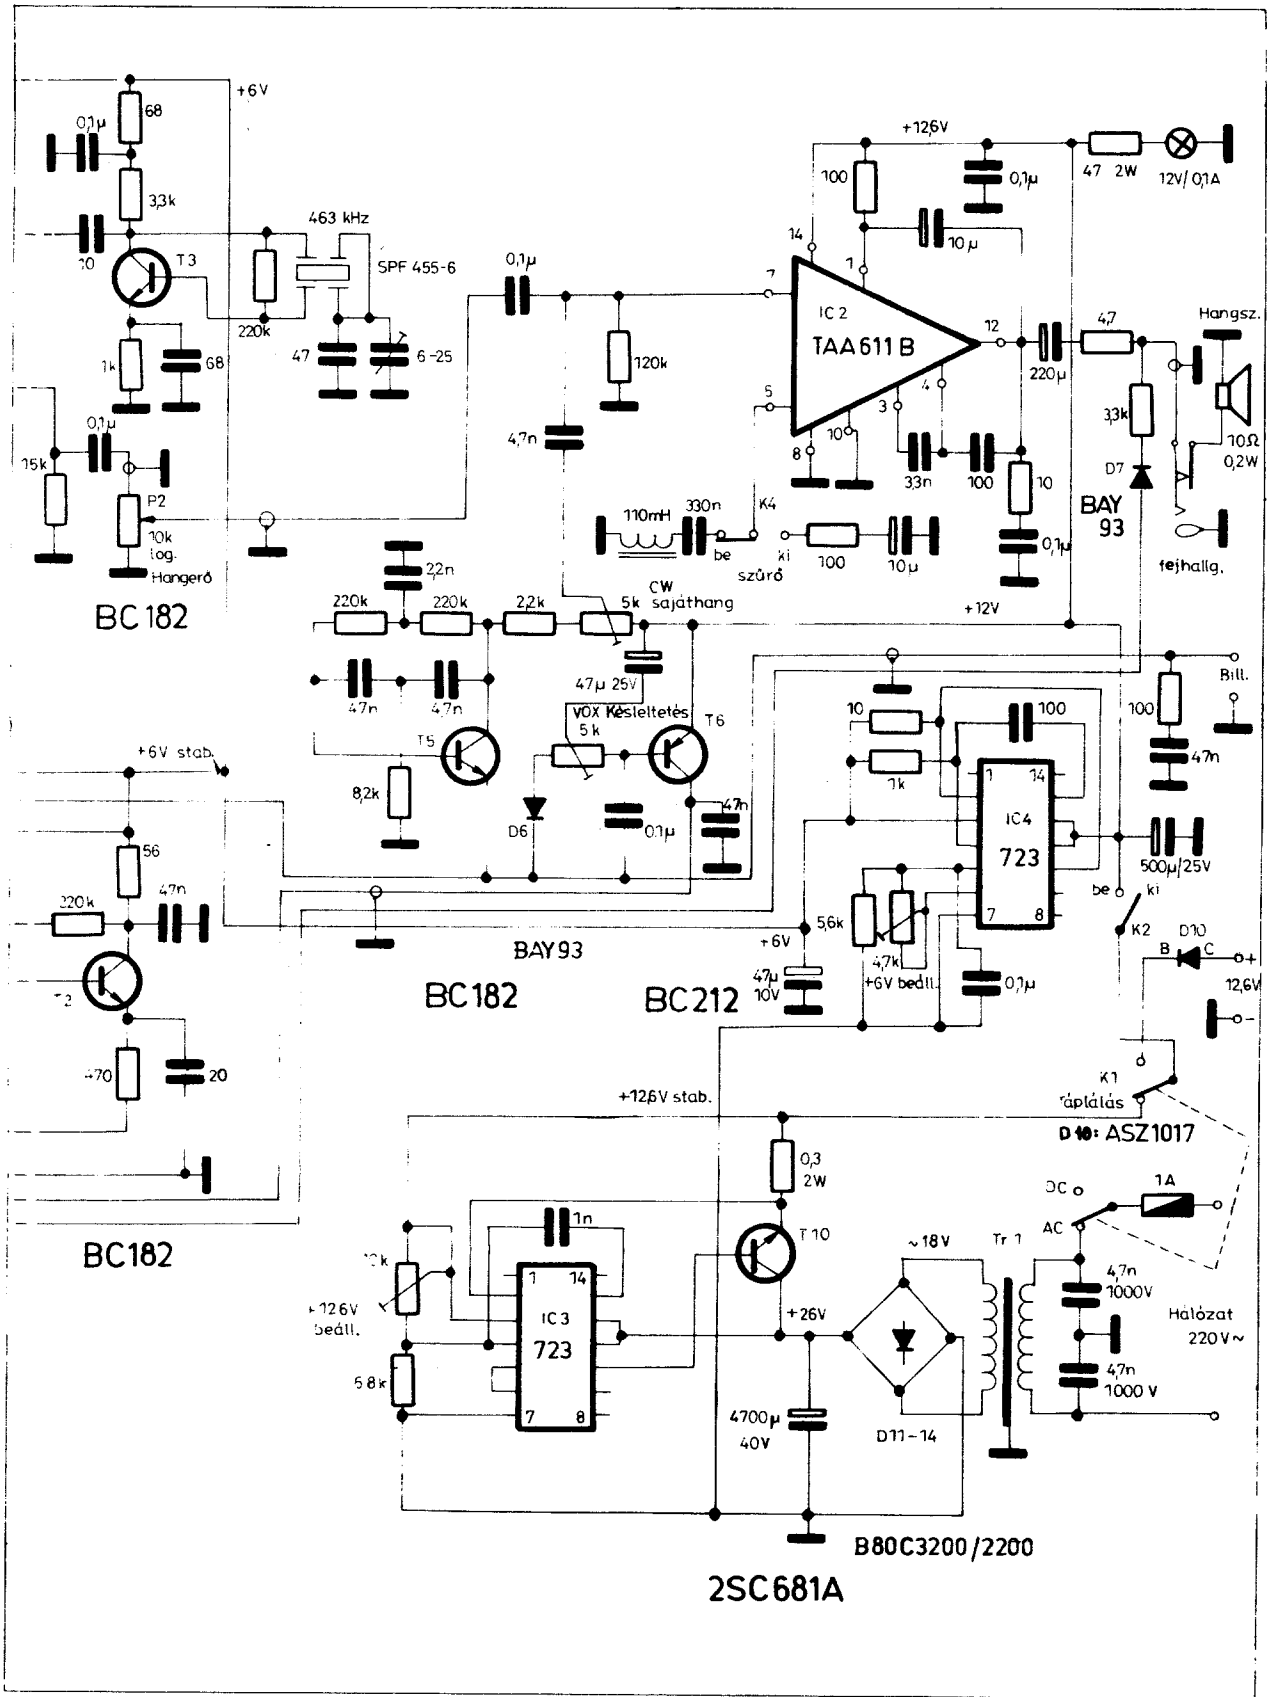 +6V
68
0,1µ
3,3k
10
T3
463 kHz
SPF 455-6
220k
47
6-25
1k
68
0,1µ
15k
P2
10k
log.
Hangerő
BC182
0,1µ
120k
4,7n
+12,6V
100
0,1µ
47 2W
12V/0,1A
10µ
14
1
7
IC2
TAA611B
12
5
4
3
10
8
220µ
4,7
Hangsz.
3,3k
10Ω
0,2W
D7
BAY
93
fejhallg.
3,3n
100
10
0,1µ
110mH
330n
K4
be
ki
szűrő
100
10µ
2,2n
220k
220k
2,2k
5k
CW
sajáthang
+12V
47n
4,7n
47µ 25V
VOX Késleltetés
5k
T5
T6
8,2k
D6
0,1µ
47n
BAY93
BC182
BC212
+6V stab.
56
220k
47n
T2
470
20
BC182
10
1k
100
1
14
IC4
723
7
8
5,6k
4,7k
+6V beáll.
0,1µ
+6V
47µ
10V
Bill.
100
47n
500µ/25V
be
ki
K2
D10
B
C
+
12,6V
-
K1
D10: ASZ1017
+12,6V stab.
0,3
2W
1n
T10
+12,6V
beáll.
6,8k
1
14
IC3
723
7
8
+26V
4700µ
40V
~18V
Tr 1
D11-14
AC
1A
4,7n
1000V
4,7n
1000 V
Hálózat
220V~
B80C3200/2200
2SC681A